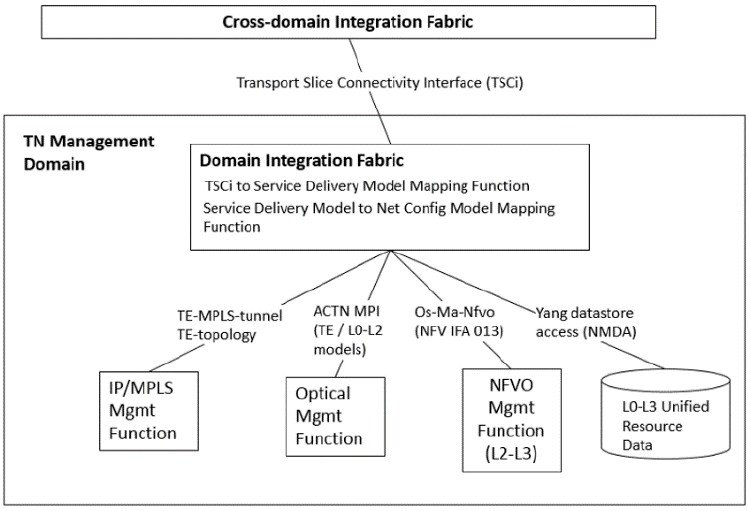 Cross-domain Integration Fabric
Transport Slice Connectivity Interface (TSCi)
TN Management
Domain
Domain Integration Fabric
TSCi to Service Delivery Model Mapping Function
Service Delivery Model to Net Config Model Mapping
Function
TE-MPLS-tunnel
TE-topology
ACTN MPI
(TE / L0-L2
models)
Os-Ma-Nfvo
(NFV IFA 013)
Yang datastore
access (NMDA)
IP/MPLS
Mgmt
Function
Optical
Mgmt
Function
NFVO
Mgmt
Function
(L2-L3)
L0-L3 Unified
Resource
Data